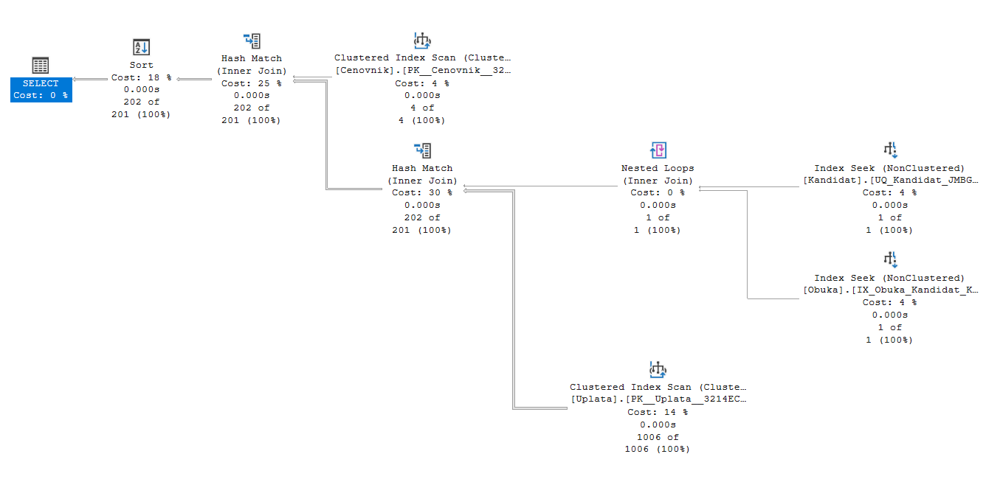 SELECT
Cost: 0 %
Sort
Cost: 18 %
0.000s
202 of
201 (100%)
Hash Match
(Inner Join)
Cost: 25 %
0.000s
202 of
201 (100%)
Clustered Index Scan (Cluste…
[Cenovnik].[PK__Cenovnik__32…
Cost: 4 %
0.000s
4 of
4 (100%)
Hash Match
(Inner Join)
Cost: 30 %
0.000s
202 of
201 (100%)
Nested Loops
(Inner Join)
Cost: 0 %
0.000s
1 of
1 (100%)
Index Seek (NonClustered)
[Kandidat].[UQ_Kandidat_JMBG…
Cost: 4 %
0.000s
1 of
1 (100%)
Index Seek (NonClustered)
[Obuka].[IX_Obuka_Kandidat_K…
Cost: 4 %
0.000s
1 of
1 (100%)
Clustered Index Scan (Cluste…
[Uplata].[PK__Uplata__3214EC…
Cost: 14 %
0.000s
1006 of
1006 (100%)